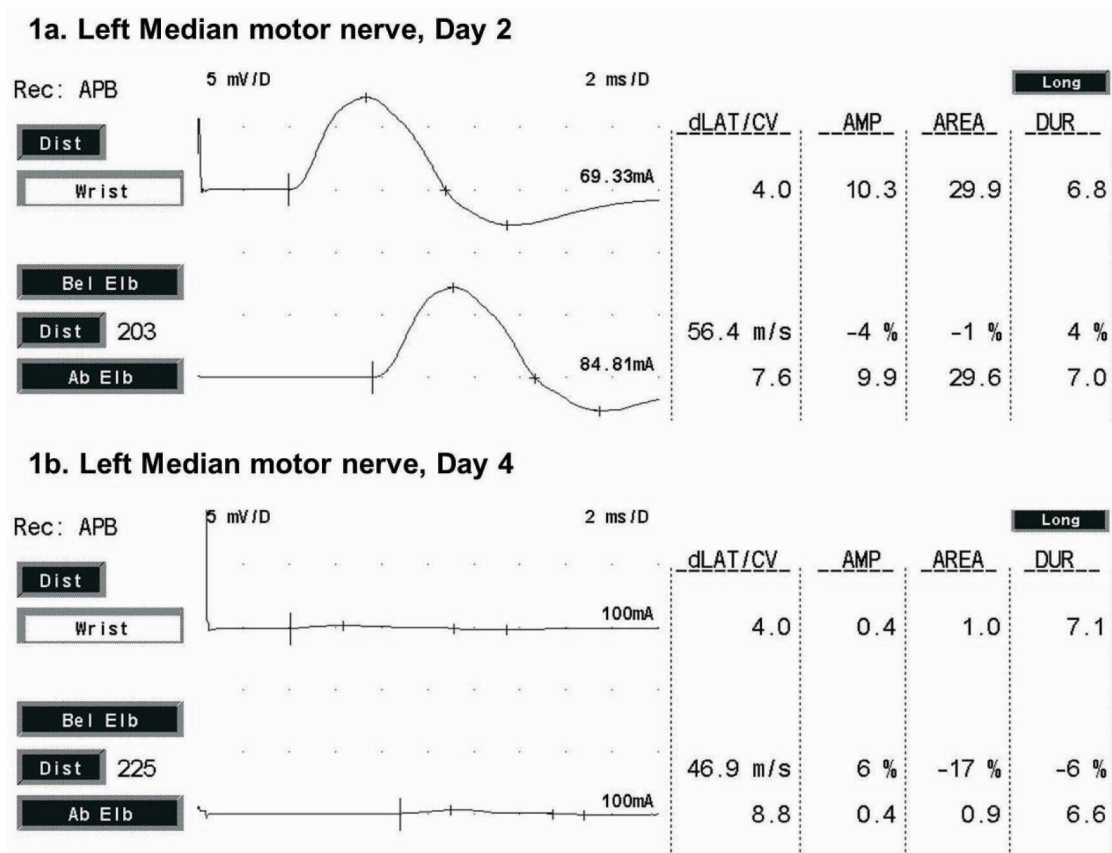 1a. Left Median motor nerve, Day 2
Rec: APB 5 mV/D 2 ms/D Long
dLAT/CV AMP AREA DUR
Dist
Wrist 69.33mA 4.0 10.3 29.9 6.8
Bel Elb
Dist 203 56.4 m/s -4 % -1 % 4 %
Ab Elb 84.81mA 7.6 9.9 29.6 7.0
1b. Left Median motor nerve, Day 4
Rec: APB 5 mV/D 2 ms/D Long
dLAT/CV AMP AREA DUR
Dist
Wrist 100mA 4.0 0.4 1.0 7.1
Bel Elb
Dist 225 46.9 m/s 6 % -17 % -6 %
Ab Elb 100mA 8.8 0.4 0.9 6.6